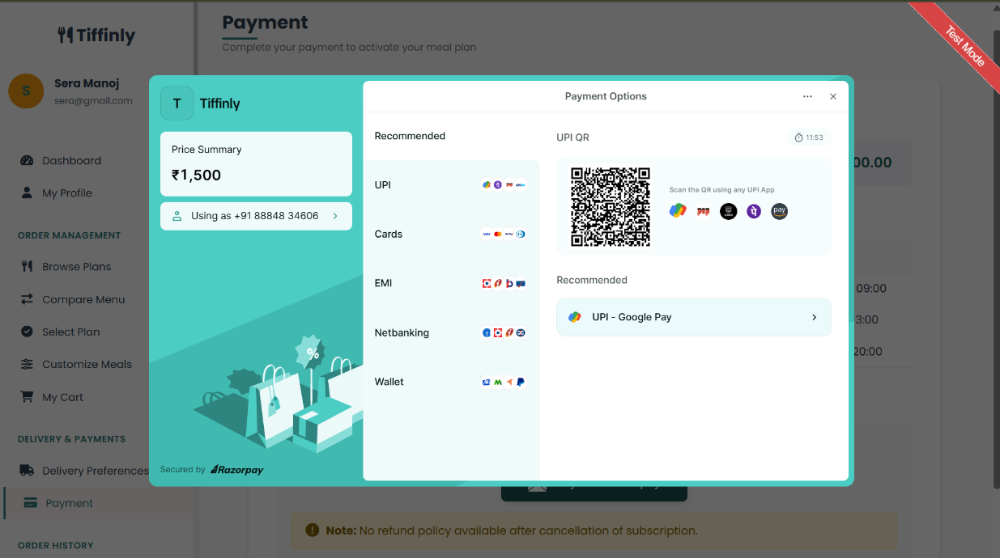 Tiffinly
S
Sera Manoj
sera@gmail.com
Dashboard
My Profile
ORDER MANAGEMENT
Browse Plans
Compare Menu
Select Plan
Customize Meals
My Cart
DELIVERY & PAYMENTS
Delivery Preferences
Payment
ORDER HISTORY
Payment
Complete your payment to activate your meal plan
Test Mode
00.00
09:00
3:00
20:00
T
Tiffinly
Price Summary
₹1,500
Using as +91 88848 34606
%
Secured by Razorpay
Payment Options
Recommended
UPI
Cards
EMI
Netbanking
Wallet
UPI QR
11:53
Scan the QR using any UPI App
pay
Recommended
UPI - Google Pay
Note: No refund policy available after cancellation of subscription.